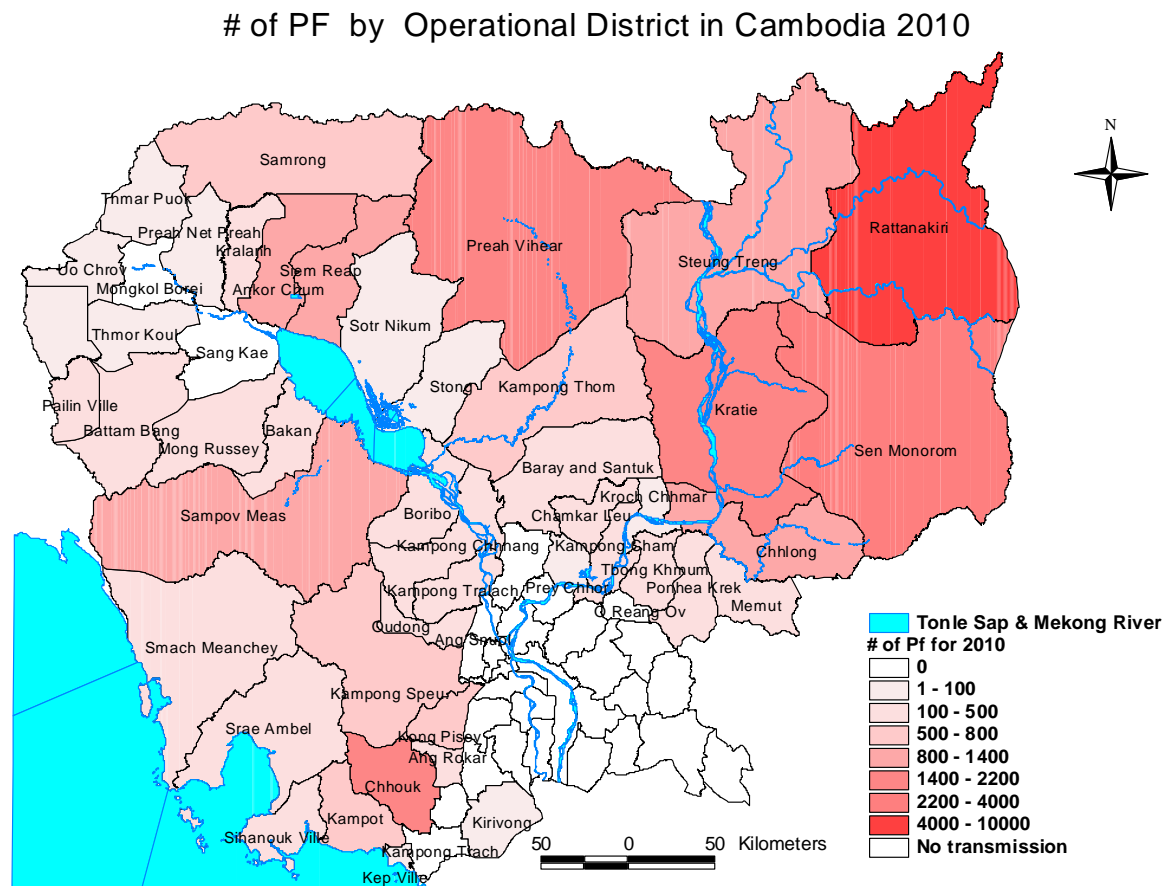 # of PF by Operational District in Cambodia 2010
N
Samrong
Thmar Puok
Preah Net Preah
Kralanh
Preah Vihear
Rattanakiri
Steung Treng
Uo Chrov
Mongkol Borei
Siem Reap
Ankor Chum
Sotr Nikum
Thmor Koul
Sang Kae
Stong
Kampong Thom
Kratie
Pailin Ville
Battam Bang
Bakan
Mong Russey
Sen Monorom
Baray and Santuk
Kroch Chhmar
Sampov Meas
Boribo
Chamkar Leu
Kampong Chhnang
Kampong Cham
Chhlong
Tbong Khmum
Kampong Tralach
Prey Chhor
Ponhea Krek
Memut
O Reang Ov
Oudong
Ang Snuol
Smach Meanchey
Kampong Speu
Srae Ambel
Kong Pisey
Ang Rokar
Chhouk
Kampot
Kirivong
Sihanouk Ville
Kampong Trach
Kep Ville
50 0 50 Kilometers
Tonle Sap & Mekong River
# of Pf for 2010
0
1 - 100
100 - 500
500 - 800
800 - 1400
1400 - 2200
2200 - 4000
4000 - 10000
No transmission